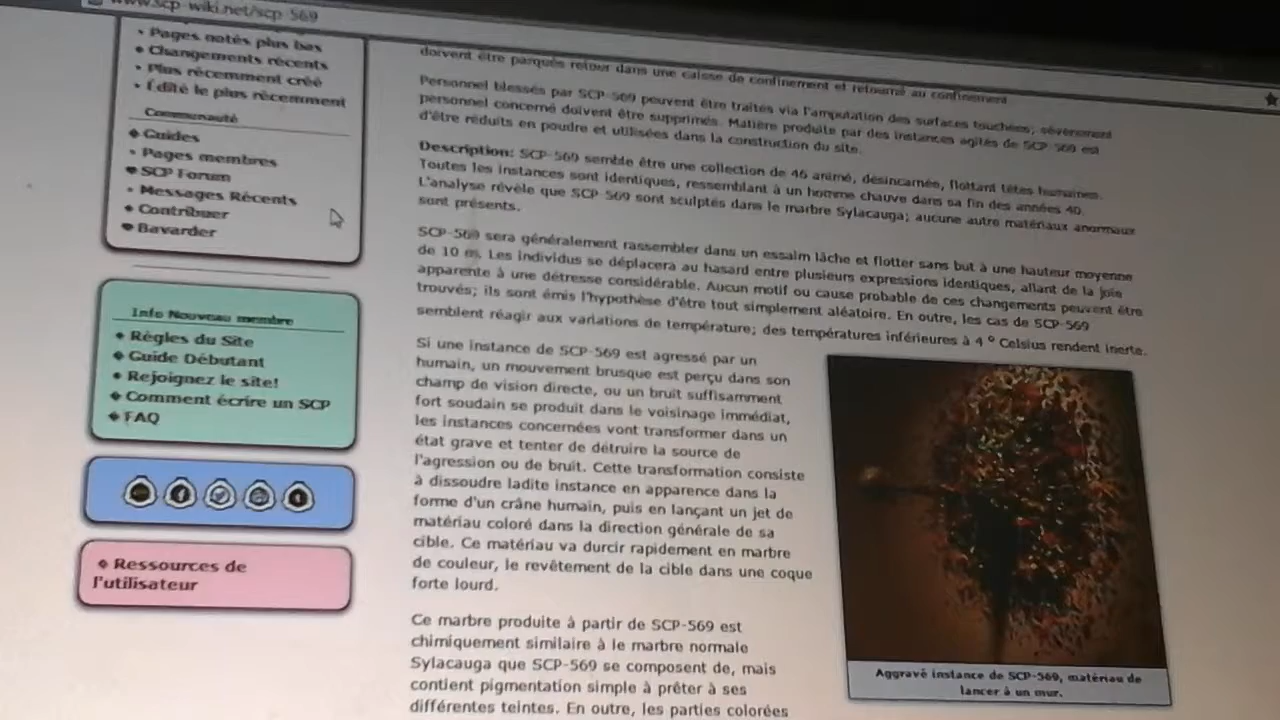 www.scp-wiki.net/scp-569
Pages notés plus bas
Changements récents
Plus récemment créé
Édité le plus récemment
Communauté
Guides
Pages membres
SCP Forum
Messages Récents
Contribuer
Bavarder
Info Nouveau membre
Règles du Site
Guide Débutant
Rejoignez le site!
Comment écrire un SCP
FAQ
Ressources de
l'utilisateur
doivent être parqués retour dans une caisse de confinement et retourné au confinement
Personnel blessés par SCP-569 peuvent être traités via l'amputation des surfaces touchées; sévèrement
personnel concerné doivent être supprimés. Matière produite par des instances agités de SCP-569 est
d'être réduits en poudre et utilisées dans la construction du site.
Description: SCP-569 semble être une collection de 46 animé, désincarnée, flottant têtes humaines.
Toutes les instances sont identiques, ressemblant à un homme chauve dans sa fin des années 40.
L'analyse révèle que SCP 569 sont sculptés dans le marbre Sylacauga; aucune autre matériaux anormaux
sont présents.
SCP-569 sera généralement rassembler dans un essaim lâche et flotter sans but à une hauteur moyenne
de 10 m. Les individus se déplacera au hasard entre plusieurs expressions identiques, allant de la joie
apparente à une détresse considérable. Aucun motif ou cause probable de ces changements peuvent être
trouvés; ils sont émis l'hypothèse d'être tout simplement aléatoire. En outre, les cas de SCP-569
semblent réagir aux variations de température; des températures inférieures à 4 ° Celsius rendent inerte.
Si une instance de SCP-569 est agressé par un
humain, un mouvement brusque est perçu dans son
champ de vision directe, ou un bruit suffisamment
fort soudain se produit dans le voisinage immédiat,
les instances concernées vont transformer dans un
état grave et tenter de détruire la source de
l'agression ou de bruit. Cette transformation consiste
à dissoudre ladite instance en apparence dans la
forme d'un crâne humain, puis en lançant un jet de
matériau coloré dans la direction générale de sa
cible. Ce matériau va durcir rapidement en marbre
de couleur, le revêtement de la cible dans une coque
forte lourd.
Ce marbre produite à partir de SCP-569 est
chimiquement similaire à le marbre normale
Sylacauga que SCP-569 se composent de, mais
contient pigmentation simple à prêter à ses
différentes teintes. En outre, les parties colorées
Aggravé instance de SCP-569, matériau de
lancer à un mur.